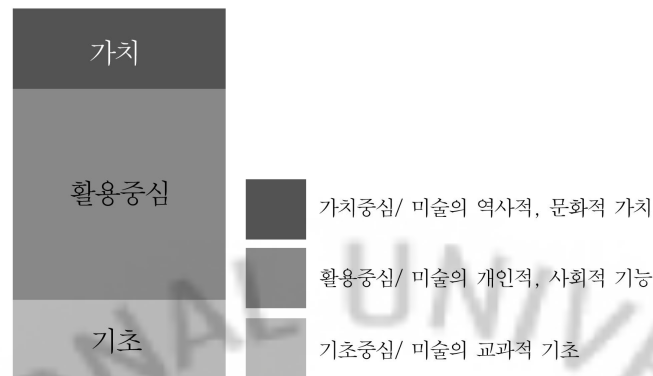 가치
활용중심
기초
가치중심/ 미술의 역사적, 문화적 가치
활용중심/ 미술의 개인적, 사회적 기능
기초중심/ 미술의 교과적 기초